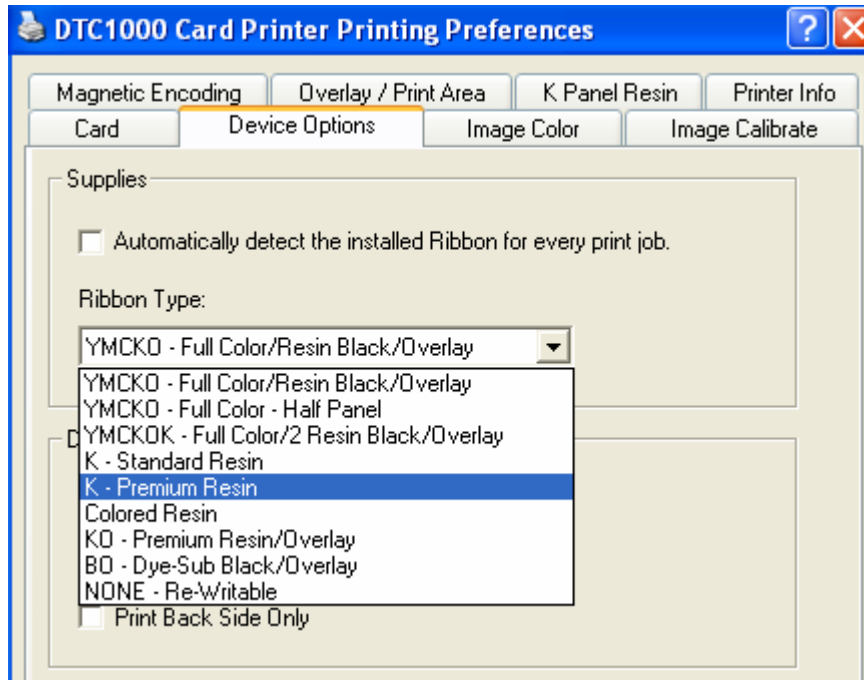 DTC1000 Card Printer Printing Preferences
Magnetic Encoding Overlay / Print Area K Panel Resin Printer Info
Card Device Options Image Color Image Calibrate
Supplies
Automatically detect the installed Ribbon for every print job.
Ribbon Type:
YMCKO - Full Color/Resin Black/Overlay
YMCKO - Full Color/Resin Black/Overlay
YMCKO - Full Color - Half Panel
YMCKOK - Full Color/2 Resin Black/Overlay
K - Standard Resin
K - Premium Resin
Colored Resin
KO - Premium Resin/Overlay
BO - Dye-Sub Black/Overlay
NONE - Re-Writable
Print Back Side Only